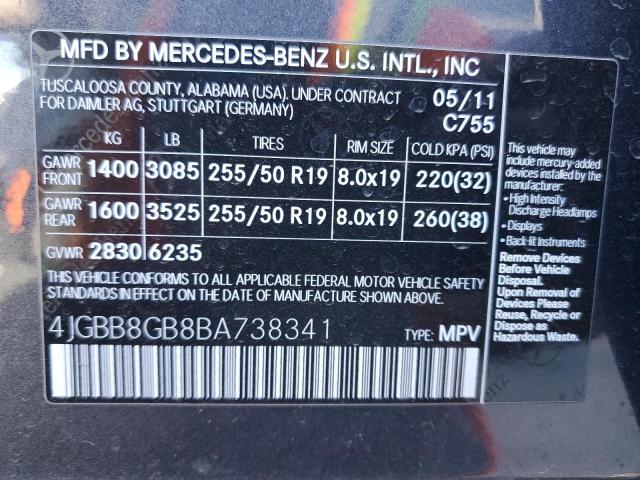 MFD BY MERCEDES-BENZ U.S. INTL., INC
TUSCALOOSA COUNTY, ALABAMA (USA), UNDER CONTRACT 05/11
FOR DAIMLER AG, STUTTGART (GERMANY) C755
KG LB TIRES RIM SIZE COLD KPA (PSI)
GAWR FRONT 1400 3085 255/50 R19 8.0x19 220(32)
GAWR REAR 1600 3525 255/50 R19 8.0x19 260(38)
GVWR 2830 6235
THIS VEHICLE CONFORMS TO ALL APPLICABLE FEDERAL MOTOR VEHICLE SAFETY
STANDARDS IN EFFECT ON THE DATE OF MANUFACTURE SHOWN ABOVE.
4JGBB8GB8BA738341 TYPE: MPV
This vehicle may
include mercury-added
devices installed by the
manufacturer:
• High Intensity
Discharge Headlamps
• Displays
• Back-lit Instruments
Remove Devices
Before Vehicle
Disposal.
Upon Removal of
Devices Please
Reuse, Recycle or
Dispose as
Hazardous Waste.